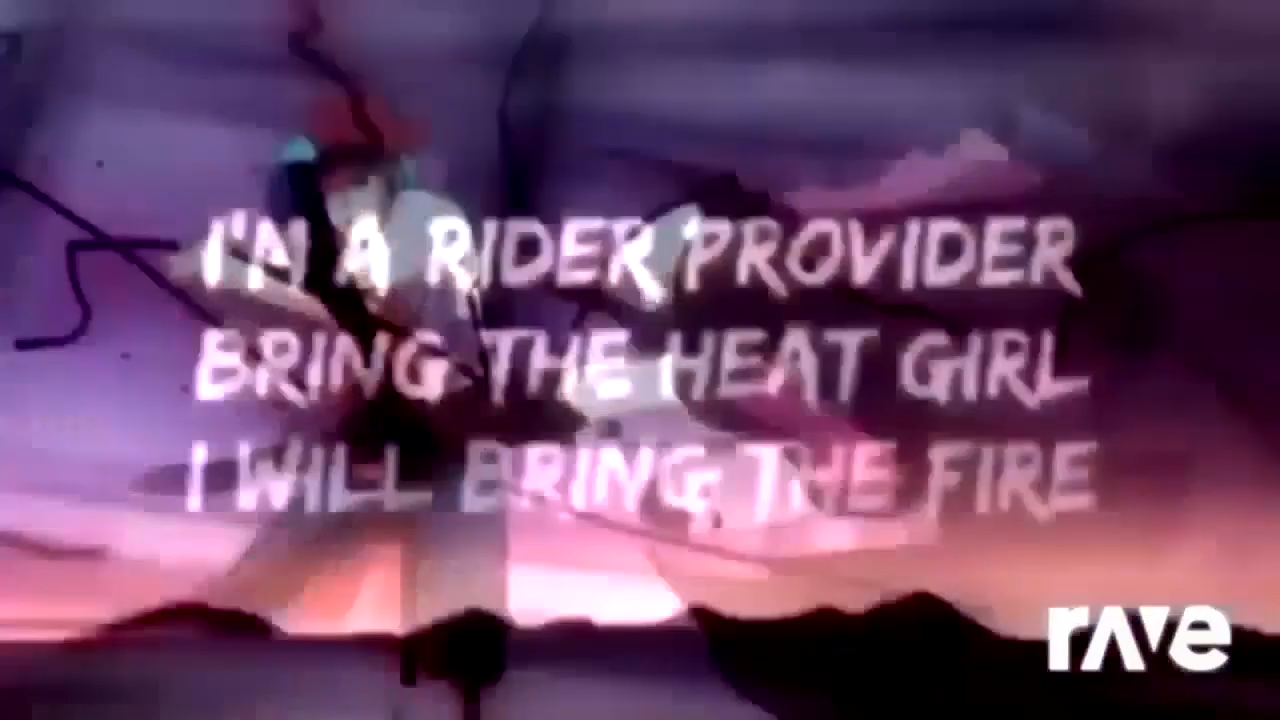 I'M A RIDER PROVIDER
BRING THE HEAT GIRL
I WILL BRING THE FIRE
rave